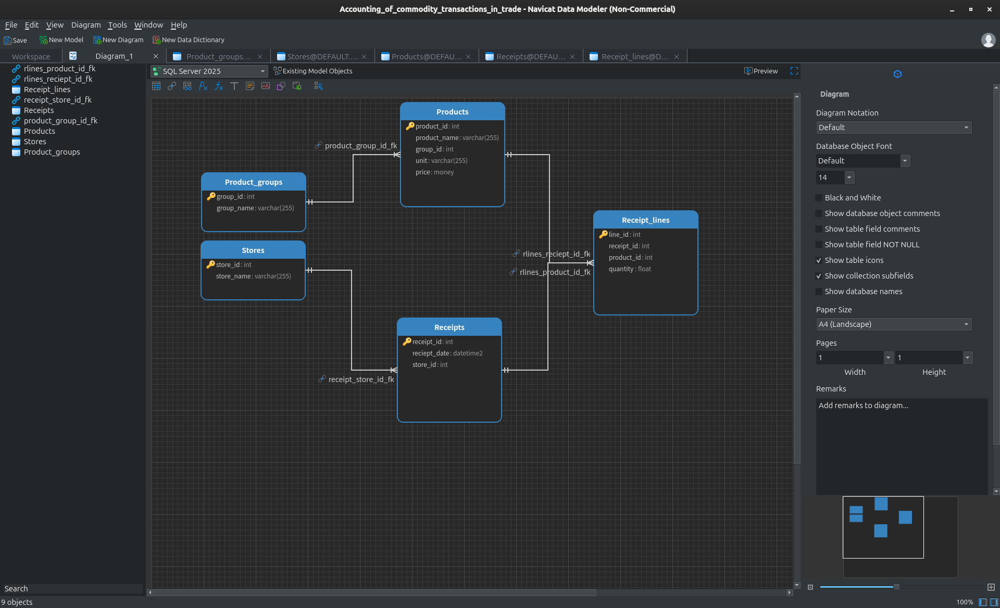 Accounting_of_commodity_transactions_in_trade - Navicat Data Modeler (Non-Commercial)
File Edit View Diagram Tools Window Help
Save New Model New Diagram New Data Dictionary
Workspace Diagram_1 Product_groups... Stores@DEFAULT.... Products@DEFAU... Receipts@DEFAU... Receipt_lines@D...
rlines_product_id_fk
rlines_reciept_id_fk
Receipt_lines
receipt_store_id_fk
Receipts
product_group_id_fk
Products
Stores
Product_groups
Search
9 objects
SQL Server 2025 Existing Model Objects Preview
Products
product_id: int
product_name: varchar(255)
group_id: int
unit: varchar(255)
price: money
product_group_id_fk
Product_groups
group_id: int
group_name: varchar(255)
Stores
store_id: int
store_name: varchar(255)
Receipt_lines
line_id: int
receipt_id: int
product_id: int
quantity: float
rlines_reciept_id_fk
rlines_product_id_fk
Receipts
receipt_id: int
reciept_date: datetime2
store_id: int
receipt_store_id_fk
Diagram
Diagram Notation
Default
Database Object Font
Default
14
Black and White
Show database object comments
Show table field comments
Show table field NOT NULL
Show table icons
Show collection subfields
Show database names
Paper Size
A4 (Landscape)
Pages
1 1
Width Height
Remarks
Add remarks to diagram...
100%